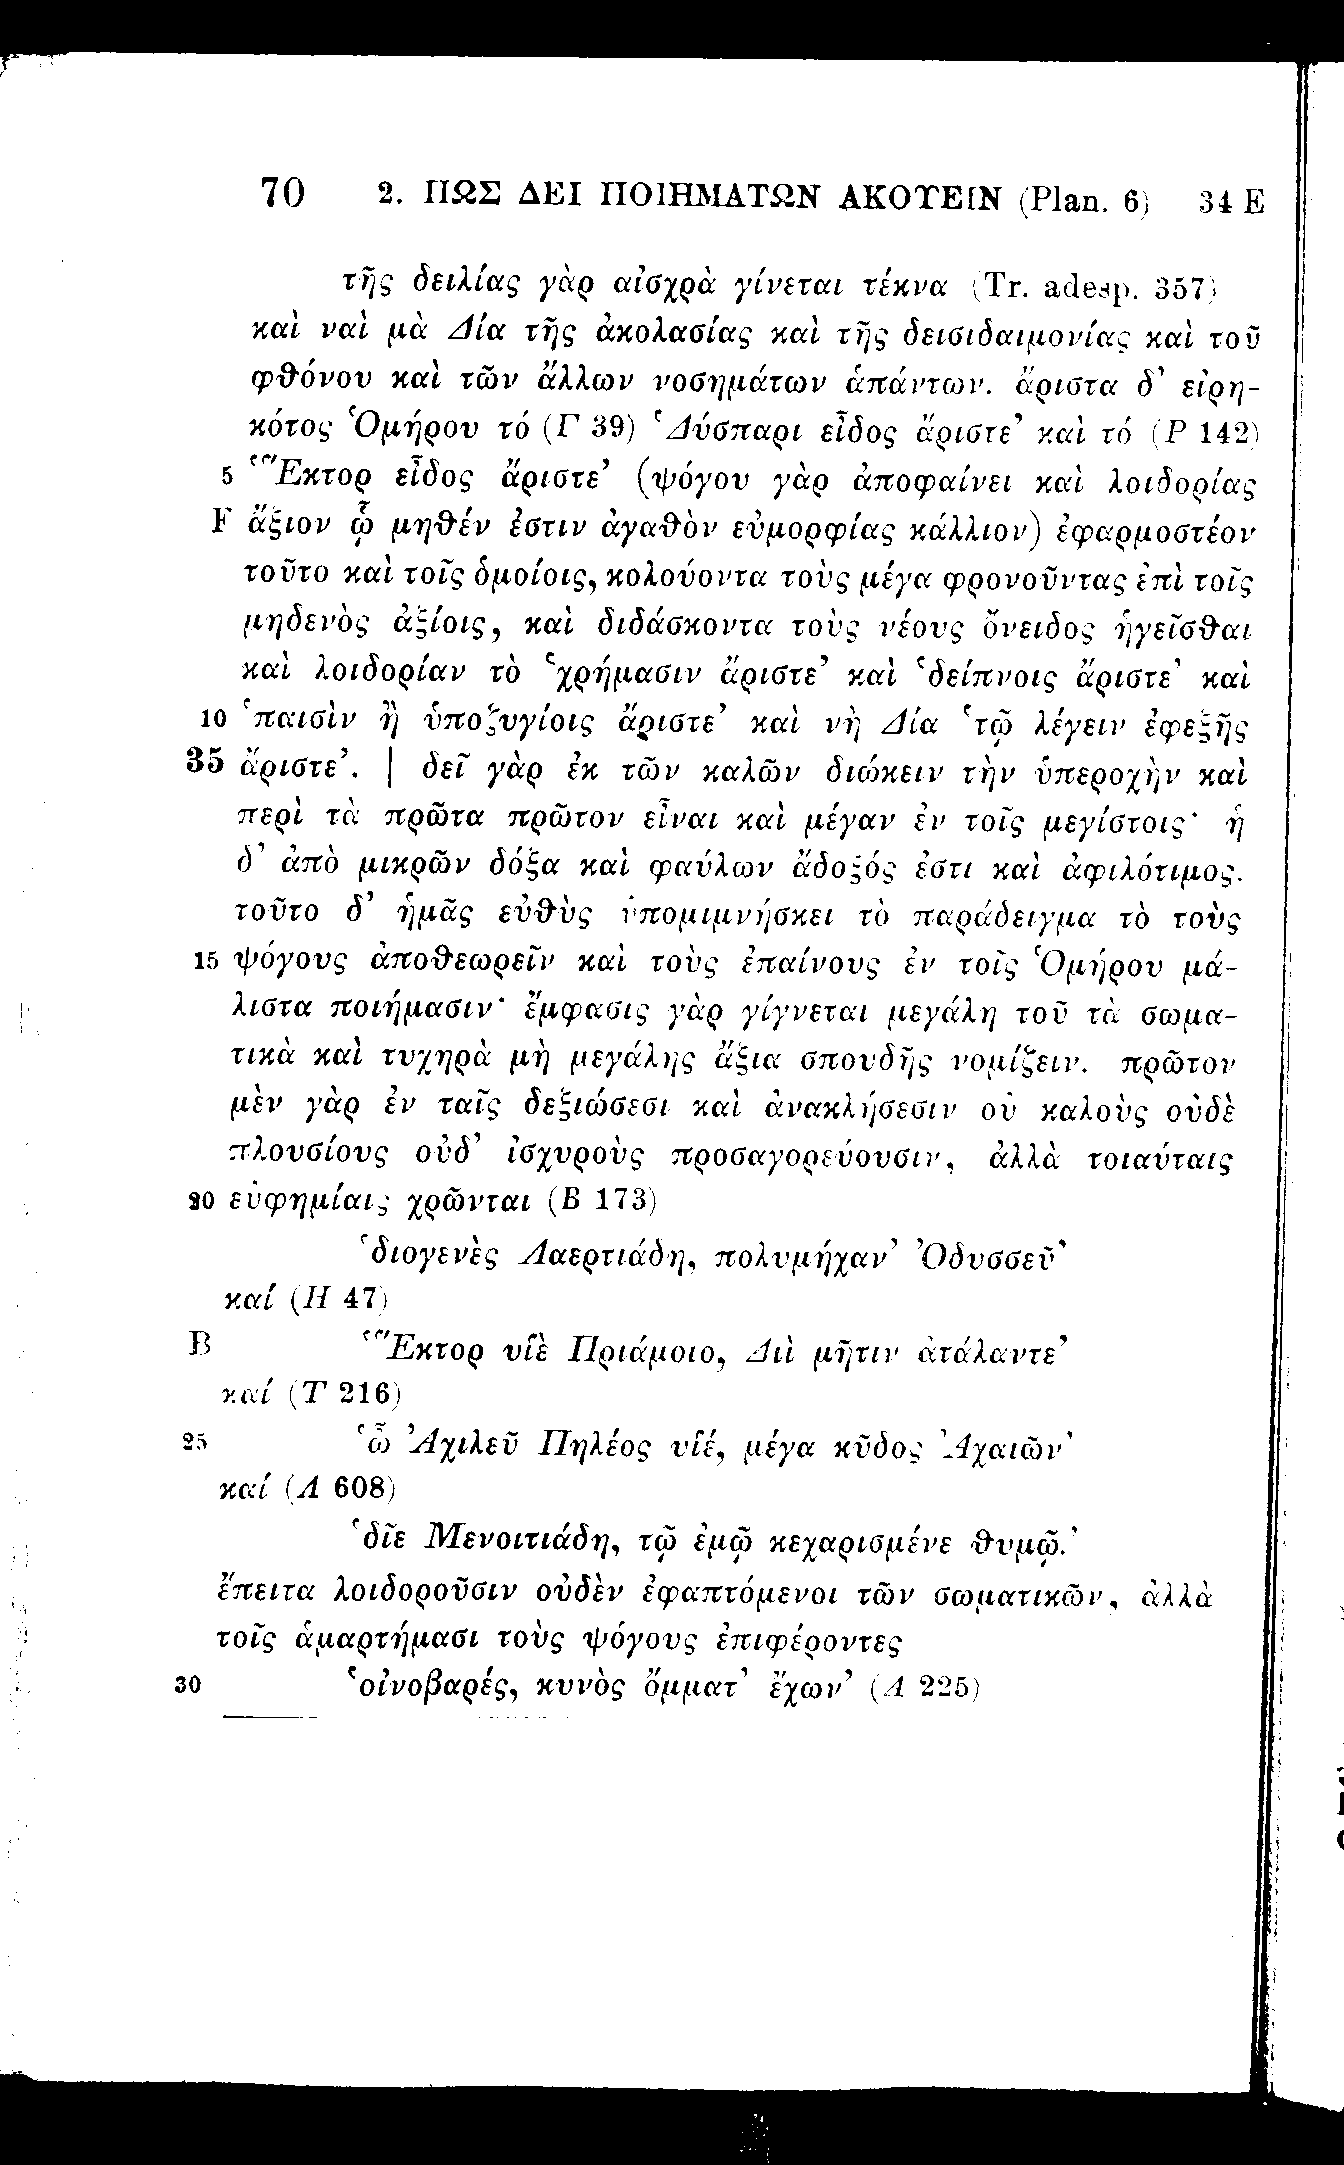 70 2. ΠΩΣ ΔΕΙ ΠΟΙΗΜΑΤΩΝ ΑΚΟΥΕΙΝ (Plan. 6) 34 E
τῆς δειλίας γὰρ αἰσχρὰ γίνεται τέκνα (Tr. adesp. 357)
καὶ ναὶ μὰ Δία τῆς ἀκολασίας καὶ τῆς δεισιδαιμονίας καὶ τοῦ
φθόνου καὶ τῶν ἄλλων νοσημάτων ἁπάντων. ἄριστα δ’ εἰρη-
κότος Ὁμήρου τό (Γ 39) ‘Δύσπαρι εἶδος ἄριστε’ καὶ τό (Ρ 142)
5 ‘Ἕκτορ εἶδος ἄριστε’ (ψόγου γὰρ ἀποφαίνει καὶ λοιδορίας
F ἄξιον ᾧ μηθέν ἐστιν ἀγαθὸν εὐμορφίας κάλλιον) ἐφαρμοστέον
τοῦτο καὶ τοῖς ὁμοίοις, κολούοντα τοὺς μέγα φρονοῦντας ἐπὶ τοῖς
μηδενὸς ἀξίοις, καὶ διδάσκοντα τοὺς νέους ὄνειδος ἡγεῖσθαι
καὶ λοιδορίαν τὸ ‘χρήμασιν ἄριστε’ καὶ ‘δείπνοις ἄριστε’ καὶ
10 ‘παισὶν ἢ ὑποζυγίοις ἄριστε’ καὶ νὴ Δία ‘τῷ λέγειν ἐφεξῆς
35 ἄριστε’. | δεῖ γὰρ ἐκ τῶν καλῶν διώκειν τὴν ὑπεροχὴν καὶ
περὶ τὰ πρῶτα πρῶτον εἶναι καὶ μέγαν ἐν τοῖς μεγίστοις· ἡ
δ’ ἀπὸ μικρῶν δόξα καὶ φαύλων ἄδοξός ἐστι καὶ ἀφιλότιμος.
τοῦτο δ’ ἡμᾶς εὐθὺς ὑπομιμνήσκει τὸ παράδειγμα τὸ τοὺς
15 ψόγους ἀποθεωρεῖν καὶ τοὺς ἐπαίνους ἐν τοῖς Ὁμήρου μά-
λιστα ποιήμασιν· ἔμφασις γὰρ γίγνεται μεγάλη τοῦ τὰ σωμα-
τικὰ καὶ τυχηρὰ μὴ μεγάλης ἄξια σπουδῆς νομίζειν. πρῶτον
μὲν γὰρ ἐν ταῖς δεξιώσεσι καὶ ἀνακλήσεσιν οὐ καλοὺς οὐδὲ
πλουσίους οὐδ’ ἰσχυροὺς προσαγορεύουσιν, ἀλλὰ τοιαύταις
20 εὐφημίαις χρῶνται (Β 173)
‘διογενὲς Λαερτιάδη, πολυμήχαν’ Ὀδυσσεῦ’
καί (Η 47)
B ‘Ἕκτορ υἱὲ Πριάμοιο, Διὶ μῆτιν ἀτάλαντε’
καί (Τ 216)
25 ‘ὦ Ἀχιλεῦ Πηλέος υἱέ, μέγα κῦδος Ἀχαιῶν’
καί (Λ 608)
‘δῖε Μενοιτιάδη, τῷ ἐμῷ κεχαρισμένε θυμῷ.’
ἔπειτα λοιδοροῦσιν οὐδὲν ἐφαπτόμενοι τῶν σωματικῶν, ἀλλὰ
τοῖς ἁμαρτήμασι τοὺς ψόγους ἐπιφέροντες
30 ‘οἰνοβαρές, κυνὸς ὄμματ’ ἔχων’ (Α 225)